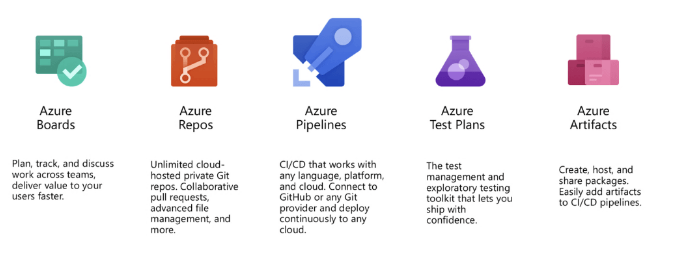 Azure
Boards
Plan, track, and discuss
work across teams,
deliver value to your
users faster.
Azure
Repos
Unlimited cloud-
hosted private Git
repos. Collaborative
pull requests,
advanced file
management, and
more.
Azure
Pipelines
CI/CD that works with
any language, platform,
and cloud. Connect to
GitHub or any Git
provider and deploy
continuously to any
cloud.
Azure
Test Plans
The test
management and
exploratory testing
toolkit that lets you
ship with
confidence.
Azure
Artifacts
Create, host, and
share packages.
Easily add artifacts
to CI/CD pipelines.